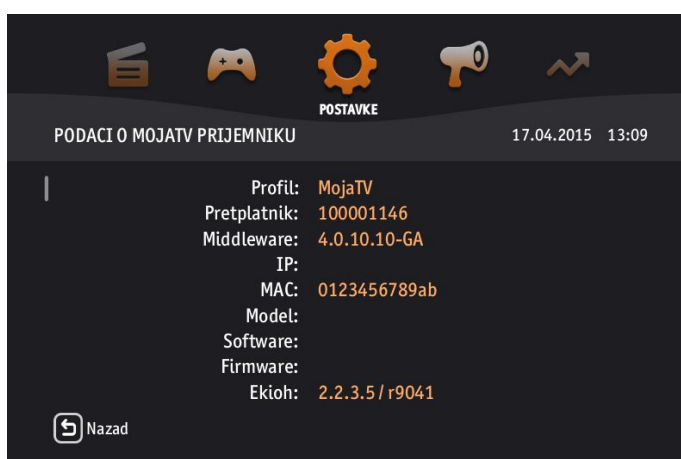 POSTAVKE
PODACI O MOJATV PRIJEMNIKU 17.04.2015 13:09
Profil: MojaTV
Pretplatnik: 100001146
Middleware: 4.0.10.10-GA
IP:
MAC: 0123456789ab
Model:
Software:
Firmware:
Ekioh: 2.2.3.5 / r9041
Nazad